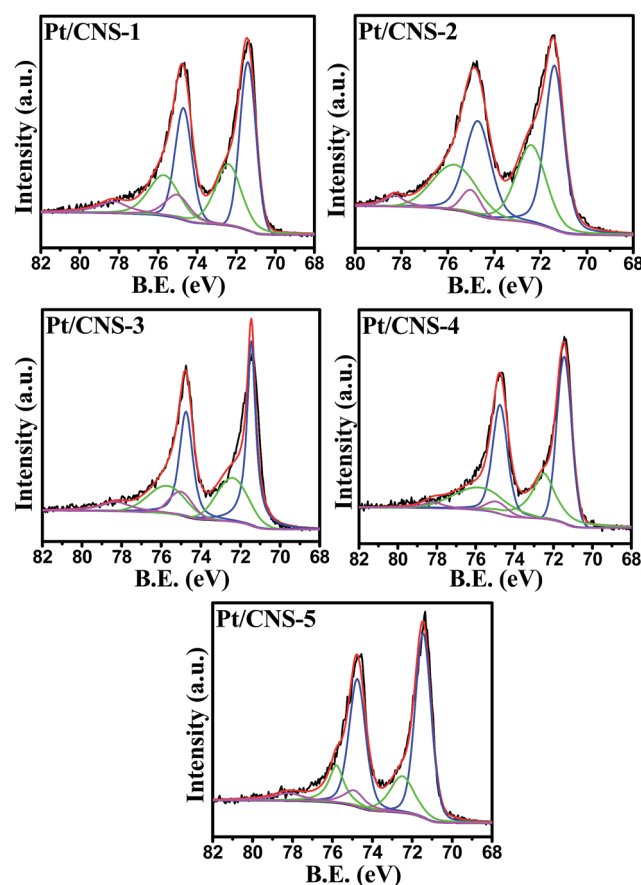 Pt/CNS-1
Intensity (a.u.)
82 80 78 76 74 72 70 68
B.E. (eV)
Pt/CNS-2
Intensity (a.u.)
80 78 76 74 72 70 68
B.E. (eV)
Pt/CNS-3
Intensity (a.u.)
82 80 78 76 74 72 70 68
B.E. (eV)
Pt/CNS-4
Intensity (a.u.)
82 80 78 76 74 72 70 68
B.E. (eV)
Pt/CNS-5
Intensity (a.u.)
82 80 78 76 74 72 70 68
B.E. (eV)